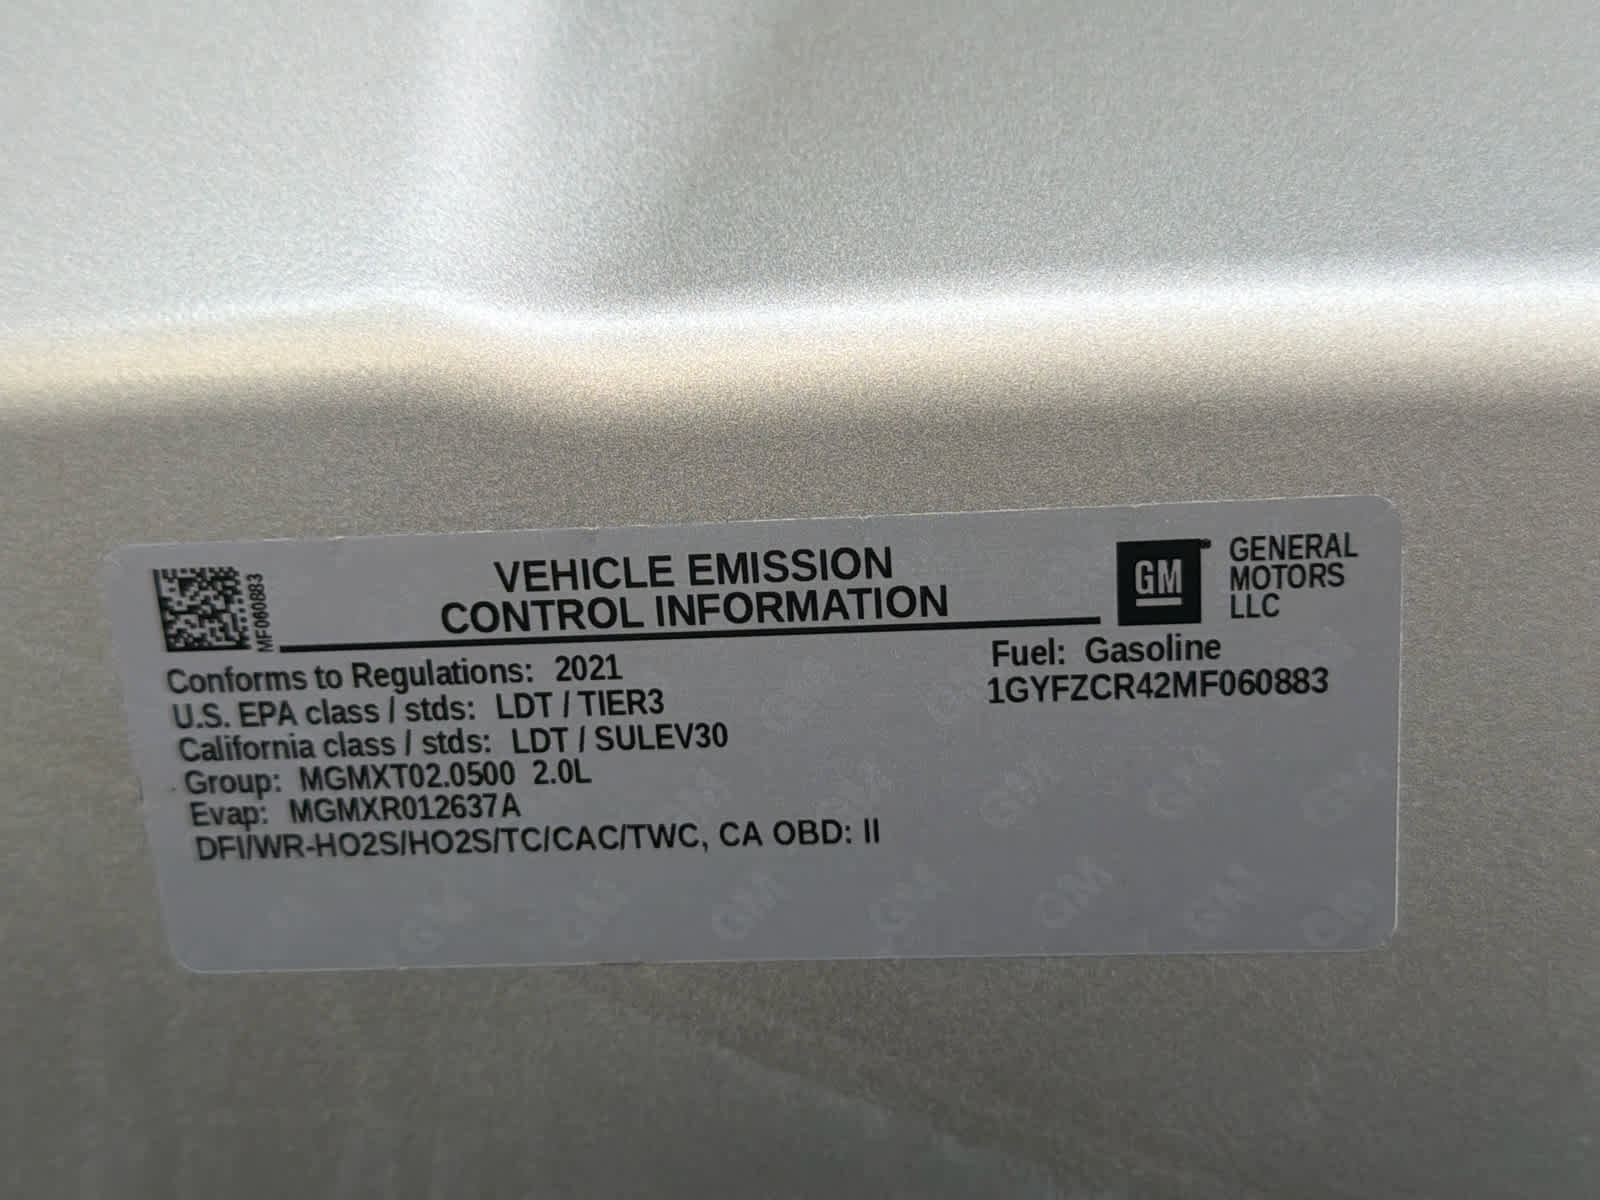 VEHICLE EMISSION
CONTROL INFORMATION
MF060883
GM
GENERAL
MOTORS
LLC
Conforms to Regulations: 2021
U.S. EPA class / stds: LDT / TIER3
California class / stds: LDT / SULEV30
Group: MGMXT02.0500 2.0L
Evap: MGMXR012637A
DFI/WR-HO2S/HO2S/TC/CAC/TWC, CA OBD: II
Fuel: Gasoline
1GYFZCR42MF060883